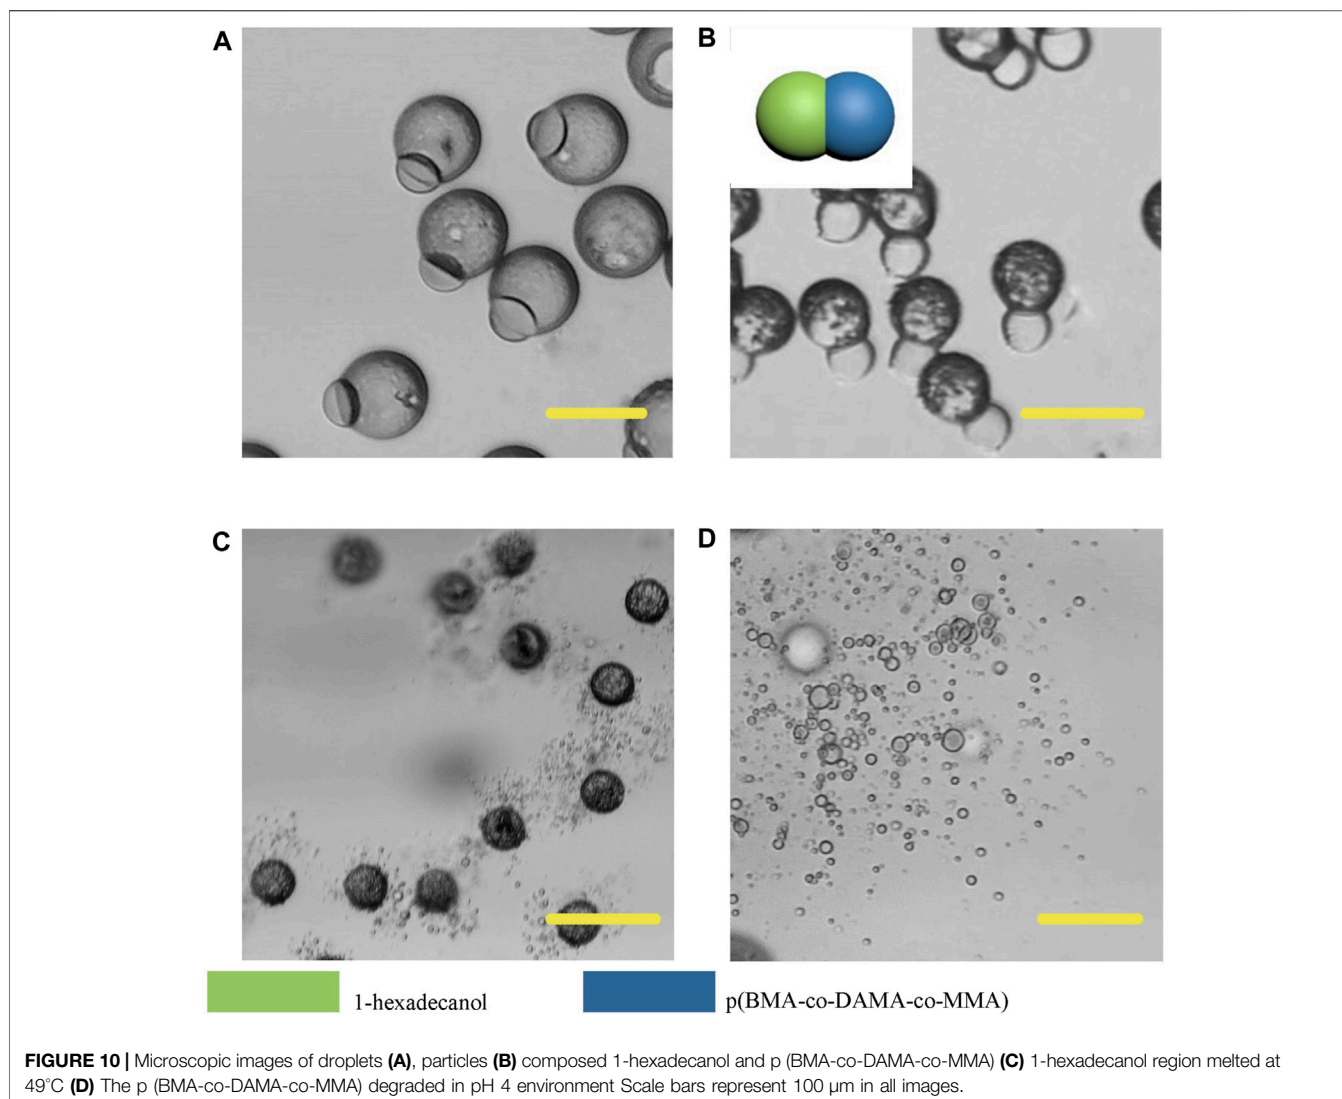 A
B
C
D
1-hexadecanol
p(BMA-co-DAMA-co-MMA)
FIGURE 10 | Microscopic images of droplets (A), particles (B) composed 1-hexadecanol and p (BMA-co-DAMA-co-MMA) (C) 1-hexadecanol region melted at
49°C (D) The p (BMA-co-DAMA-co-MMA) degraded in pH 4 environment Scale bars represent 100 μm in all images.